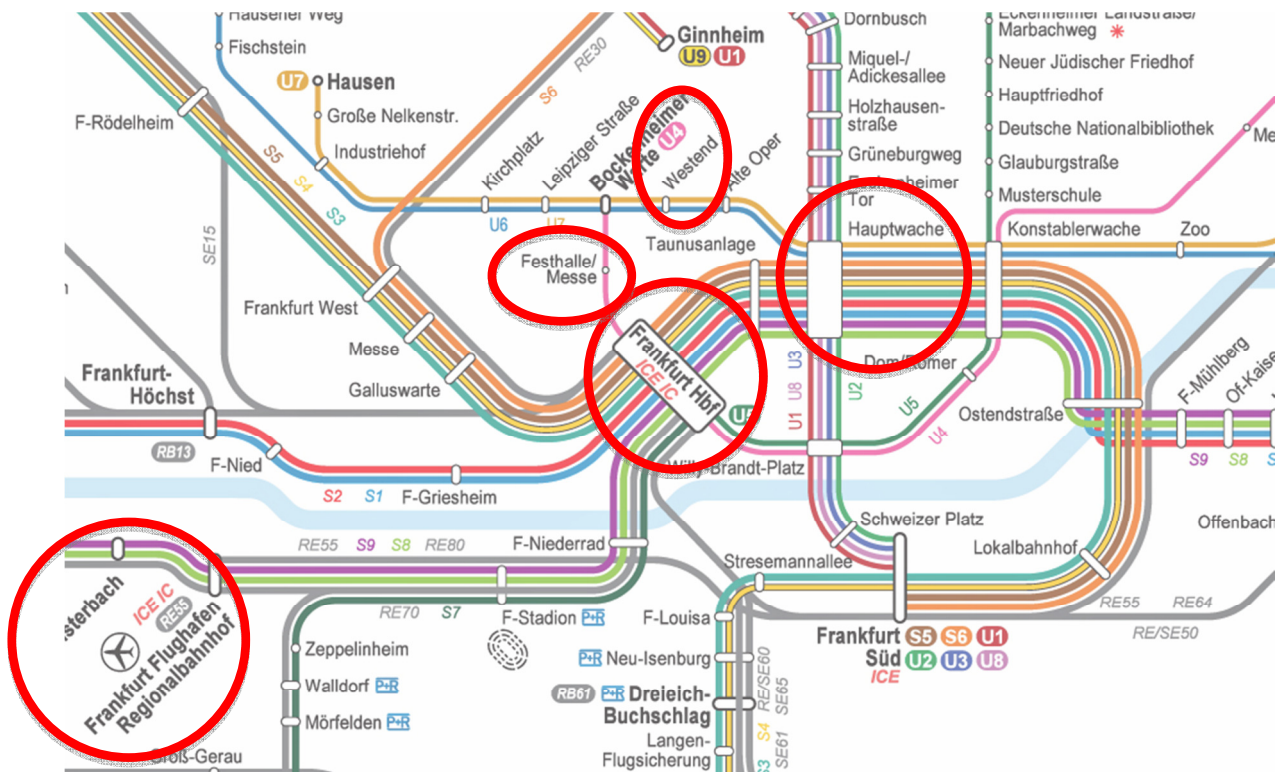 Hausener Weg
Fischstein
U7 Hausen
Große Nelkenstr.
Industriehof
F-Rödelheim
S5
S4
S3
SE15
S6
RE30
Ginnheim
U9 U1
Kirchplatz
Leipziger Straße
Bockenheimer
Warte U4
Westend
Alte Oper
U6
U7
Taunusanlage
Festhalle/
Messe
Dornbusch
Miquel-/
Adickesallee
Holzhausen-
straße
Grüneburgweg
Eschenheimer
Tor
Hauptwache
Eckenheimer Landstraße/
Marbachweg
Neuer Jüdischer Friedhof
Hauptfriedhof
Deutsche Nationalbibliothek
Glauburgstraße
Musterschule
Konstablerwache
Zoo
Frankfurt West
Messe
Galluswarte
Frankfurt Hbf
ICE IC
Frankfurt-
Höchst
RB13
F-Nied
F-Griesheim
S2
S1
U3
U8
U1
U2
Dom/Römer
U5
U4
Willy-Brandt-Platz
Ostendstraße
F-Mühlberg
S9
S8
Schweizer Platz
Lokalbahnhof
Offenbach
RE55
S9
S8
RE80
F-Niederrad
Stresemannallee
RE55
RE64
RE/SE50
ICE IC
RE55
Frankfurt Flughafen
Regionalbahnhof
RE70
S7
F-Stadion P+R
F-Louisa
P+R Neu-Isenburg
RB61 P+R Dreieich-
Buchschlag
Langen-
Flugsicherung
RE/SE60
SE65
S4
S3
SE61
Frankfurt S5 S6 U1
Süd U2 U3 U8
ICE
Zeppelinheim
Walldorf P+R
Mörfelden P+R
Groß-Gerau